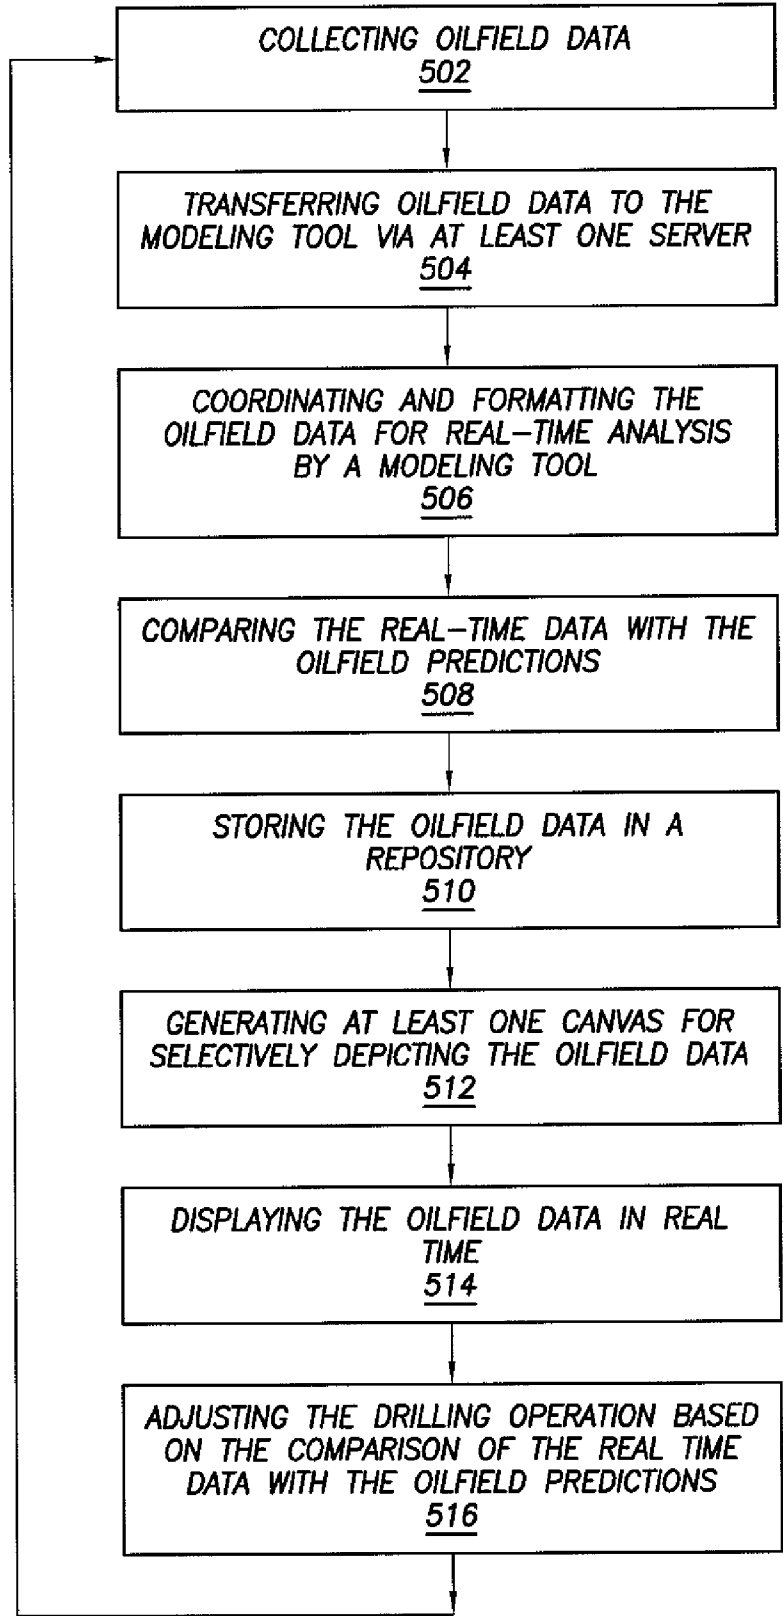 COLLECTING OILFIELD DATA
502
TRANSFERRING OILFIELD DATA TO THE
MODELING TOOL VIA AT LEAST ONE SERVER
504
COORDINATING AND FORMATTING THE
OILFIELD DATA FOR REAL-TIME ANALYSIS
BY A MODELING TOOL
506
COMPARING THE REAL-TIME DATA WITH THE
OILFIELD PREDICTIONS
508
STORING THE OILFIELD DATA IN A
REPOSITORY
510
GENERATING AT LEAST ONE CANVAS FOR
SELECTIVELY DEPICTING THE OILFIELD DATA
512
DISPLAYING THE OILFIELD DATA IN REAL
TIME
514
ADJUSTING THE DRILLING OPERATION BASED
ON THE COMPARISON OF THE REAL TIME
DATA WITH THE OILFIELD PREDICTIONS
516